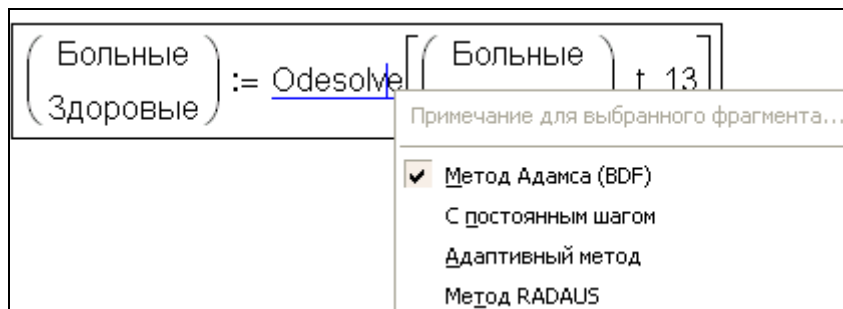 Больные
Здоровые
:= Odesolve
Больные
t 13
Примечание для выбранного фрагмента...
Метод Адамса (BDF)
С постоянным шагом
Адаптивный метод
Метод RADAUS